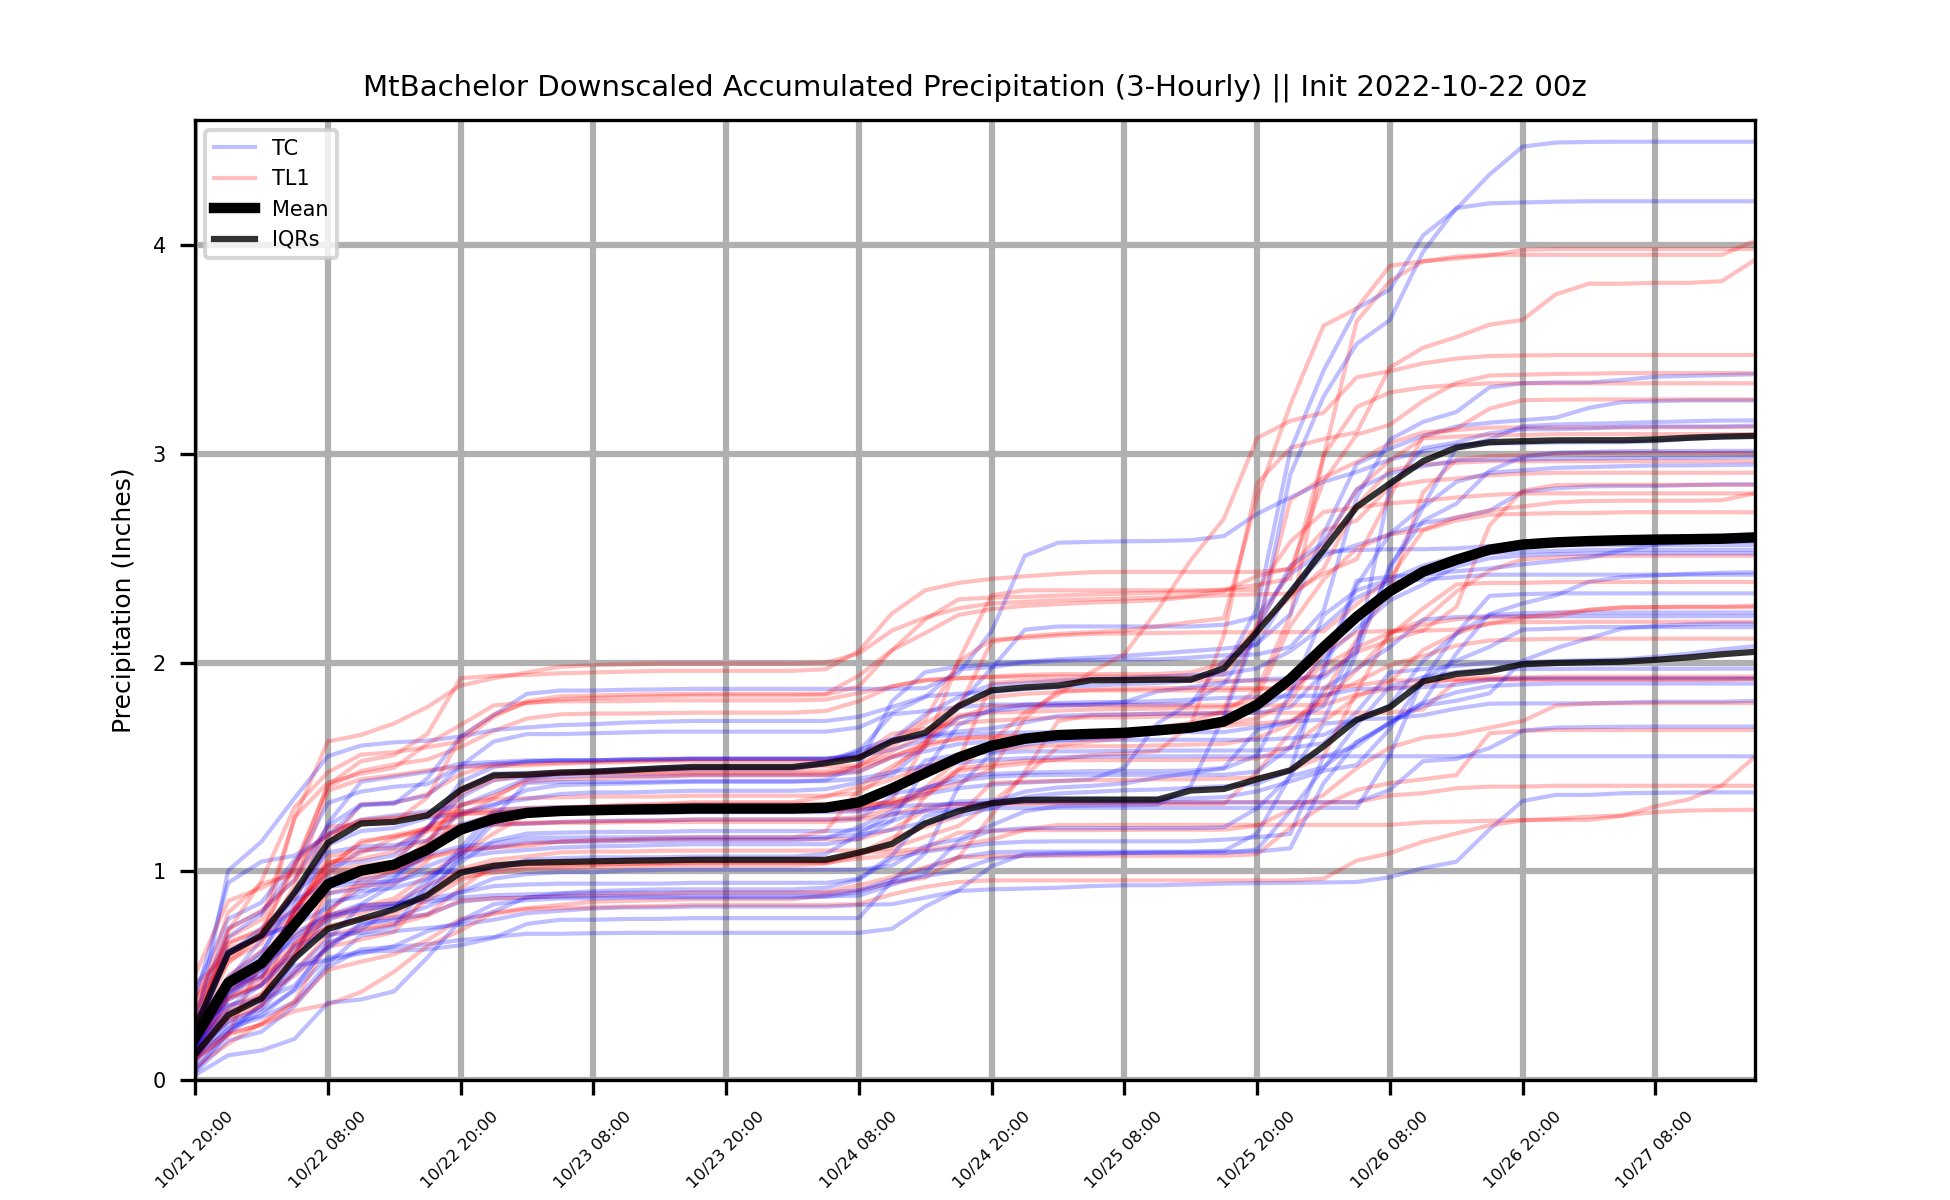 MtBachelor Downscaled Accumulated Precipitation (3-Hourly) || Init 2022-10-22 00z
TC
TL1
Mean
IQRs
Precipitation (Inches)
4
3
2
1
0
10/21 20:00
10/22 08:00
10/22 20:00
10/23 08:00
10/23 20:00
10/24 08:00
10/24 20:00
10/25 08:00
10/25 20:00
10/26 08:00
10/26 20:00
10/27 08:00